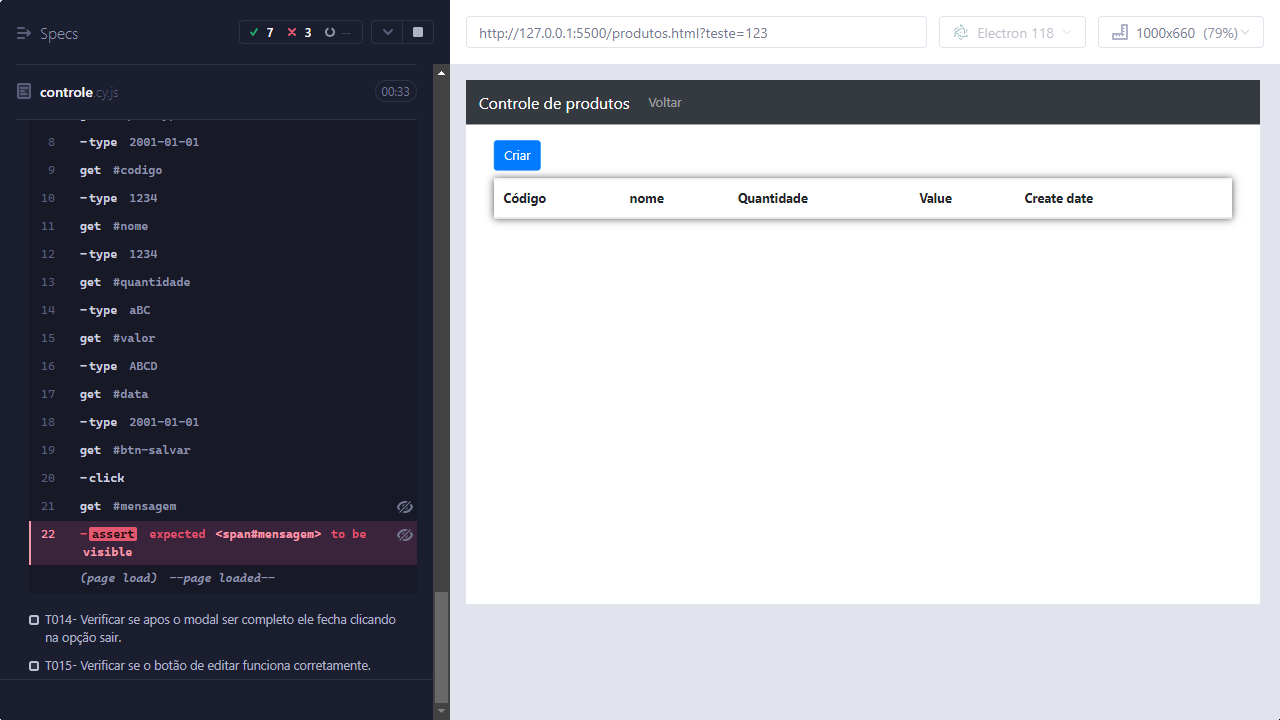 Specs
7 3 --
controle.cy.js 00:33
8 -type 2001-01-01
9 get #codigo
10 -type 1234
11 get #nome
12 -type 1234
13 get #quantidade
14 -type aBC
15 get #valor
16 -type ABCD
17 get #data
18 -type 2001-01-01
19 get #btn-salvar
20 -click
21 get #mensagem
22 -assert expected <span#mensagem> to be
visible
(page load) --page loaded--
T014- Verificar se apos o modal ser completo ele fecha clicando
na opção sair.
T015- Verificar se o botão de editar funciona corretamente.
http://127.0.0.1:5500/produtos.html?teste=123
Electron 118
1000x660 (79%)
Controle de produtos Voltar
Criar
Código nome Quantidade Value Create date